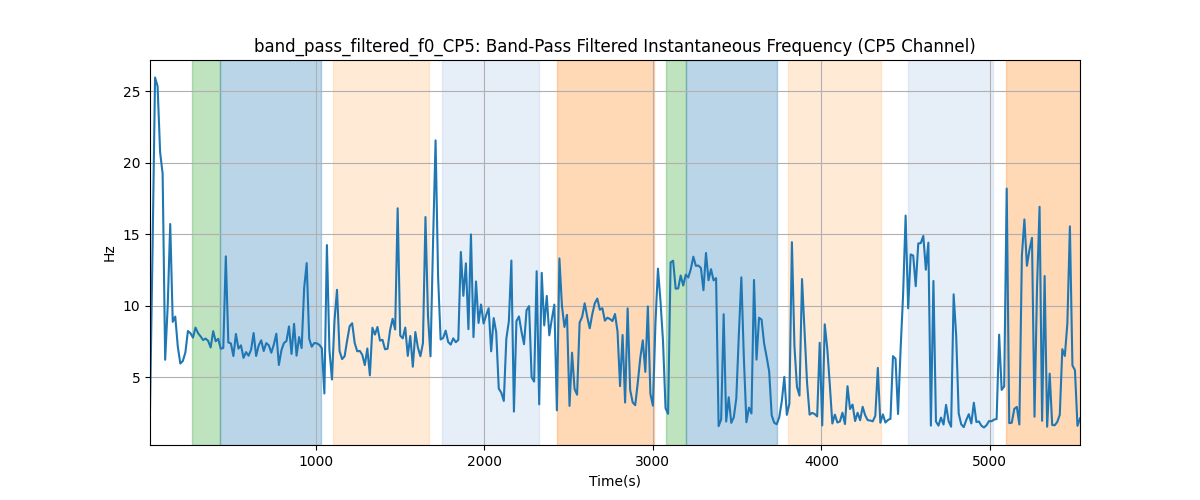 band_pass_filtered_f0_CP5: Band-Pass Filtered Instantaneous Frequency (CP5 Channel)
25
20
15
10
5
Hz
1000 2000 3000 4000 5000
Time(s)